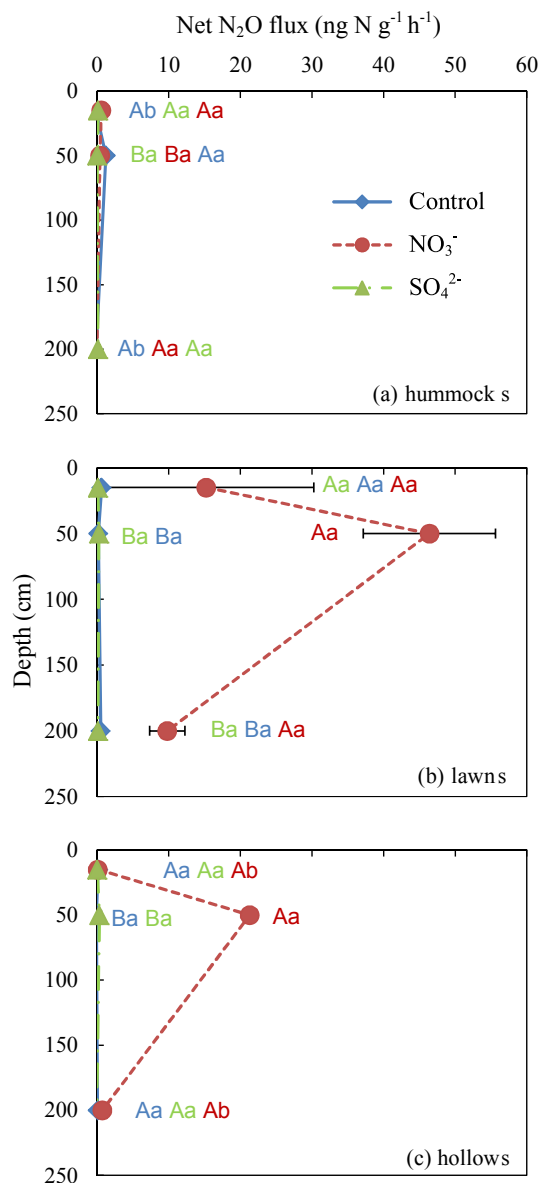 Net N₂O flux (ng N g⁻¹ h⁻¹)
0 10 20 30 40 50 60
0
Ab Aa Aa
50
Ba Ba Aa
Control
100
NO₃⁻
150
SO₄²⁻
200
Ab Aa Aa
(a) hummock s
250
0
Aa Aa Aa
50
Ba Ba
Aa
100
Depth (cm)
150
200
Ba Ba Aa
(b) lawns
250
0
Aa Aa Ab
50
Ba Ba
Aa
100
150
200
Aa Aa Ab
(c) hollows
250